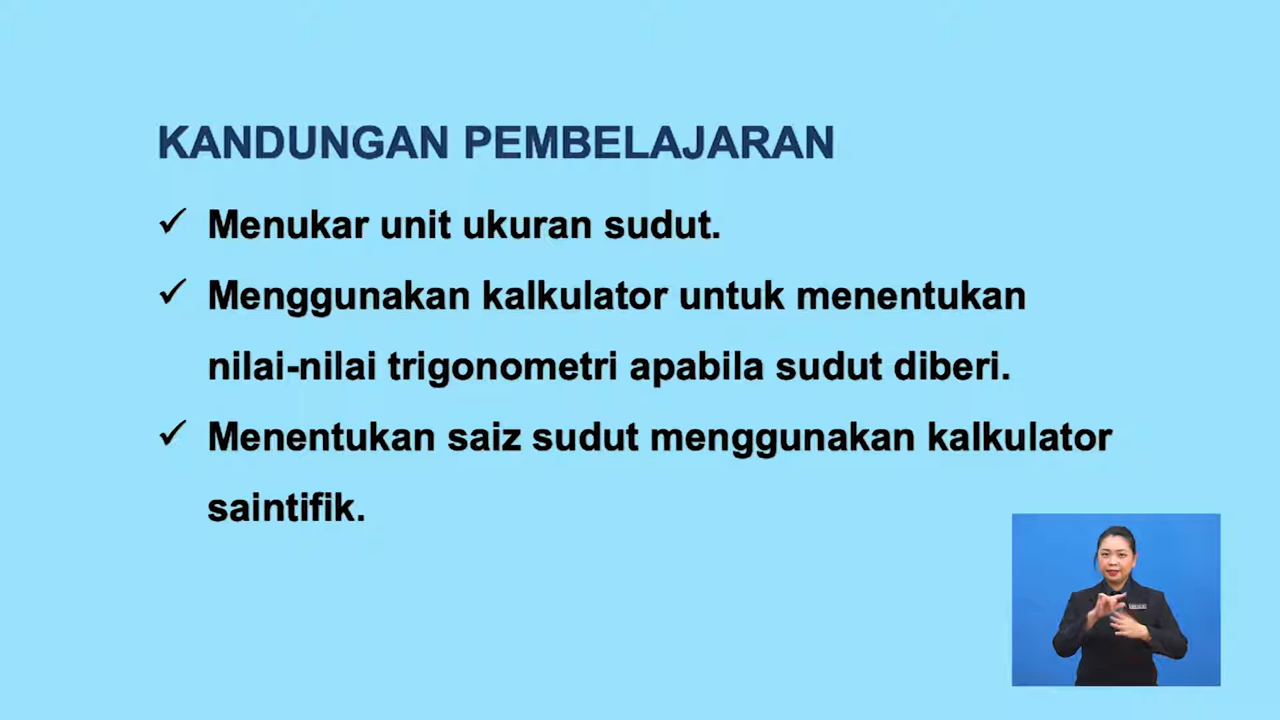 KANDUNGAN PEMBELAJARAN
✓ Menukar unit ukuran sudut.
✓ Menggunakan kalkulator untuk menentukan
nilai-nilai trigonometri apabila sudut diberi.
✓ Menentukan saiz sudut menggunakan kalkulator
saintifik.